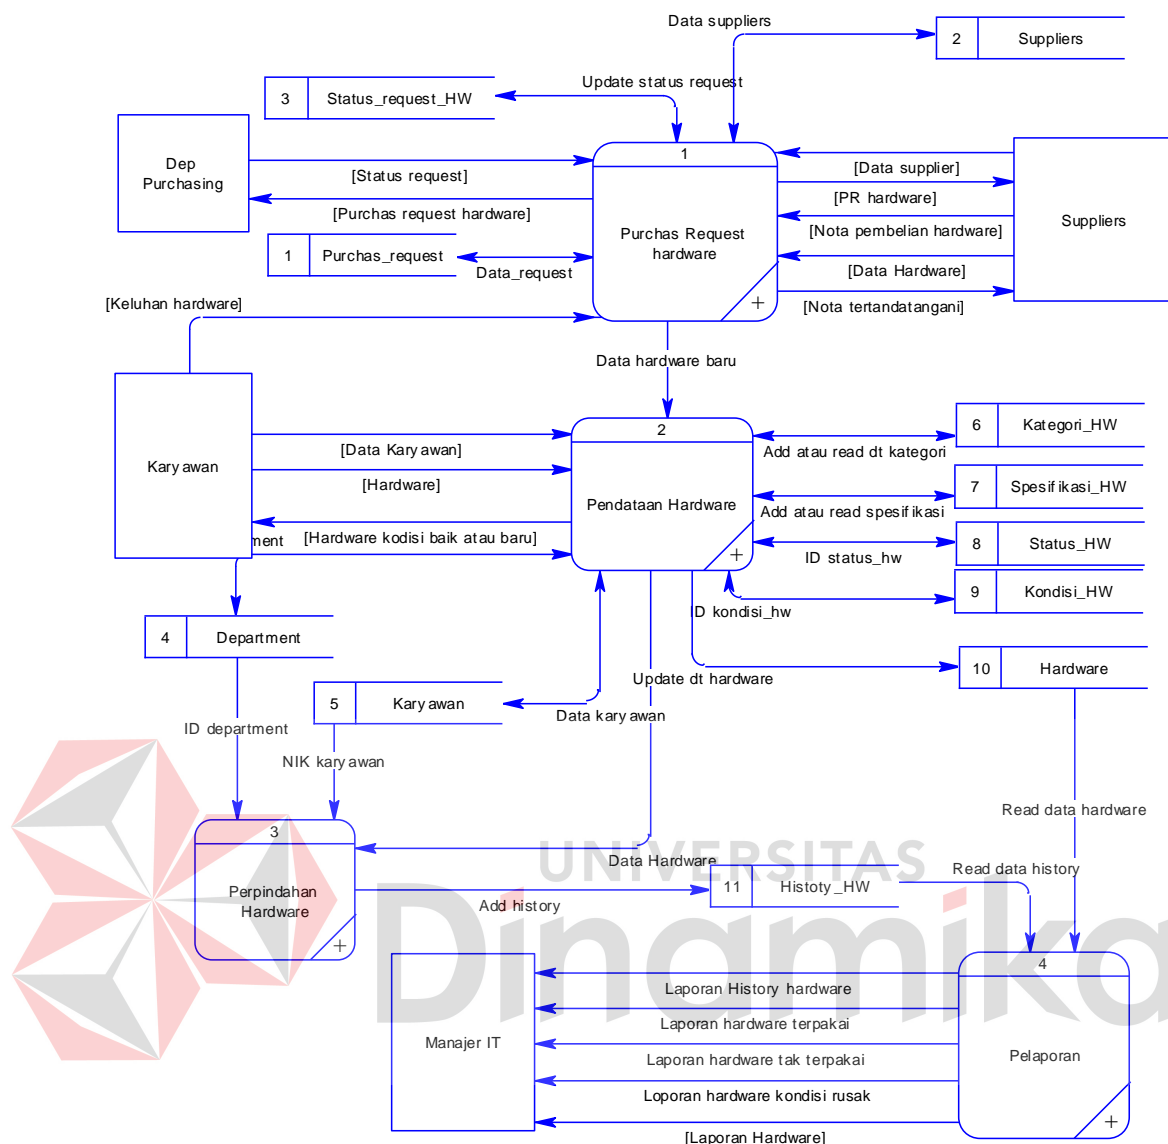 Data suppliers
2 Suppliers
Update status request
3 Status_request_HW
Dep
Purchasing
[Status request]
[Purchas request hardware]
1 Purchas_request
Data_request
1
Purchas Request
hardware
+
[Data supplier]
[PR hardware]
[Nota pembelian hardware]
[Data Hardware]
[Nota tertandatangani]
Suppliers
[Keluhan hardware]
Data hardware baru
Karyawan
[Data Karyawan]
[Hardware]
[Hardware kodisi baik atau baru]
2
Pendataan Hardware
+
Add atau read dt kategori
6 Kategori_HW
Add atau read spesifikasi
7 Spesifikasi_HW
ID status_hw
8 Status_HW
ID kondisi_hw
9 Kondisi_HW
4 Department
Update dt hardware
10 Hardware
5 Karyawan
Data karyawan
ID department
NIK karyawan
Read data hardware
3
Perpindahan
Hardware
+
Data Hardware
UNIVERSITAS
Dinamika
Add history
11 Histoty_HW
Read data history
4
Pelaporan
+
Manajer IT
Laporan History hardware
Laporan hardware terpakai
Laporan hardware tak terpakai
Loporan hardware kondisi rusak
[Laporan Hardware]